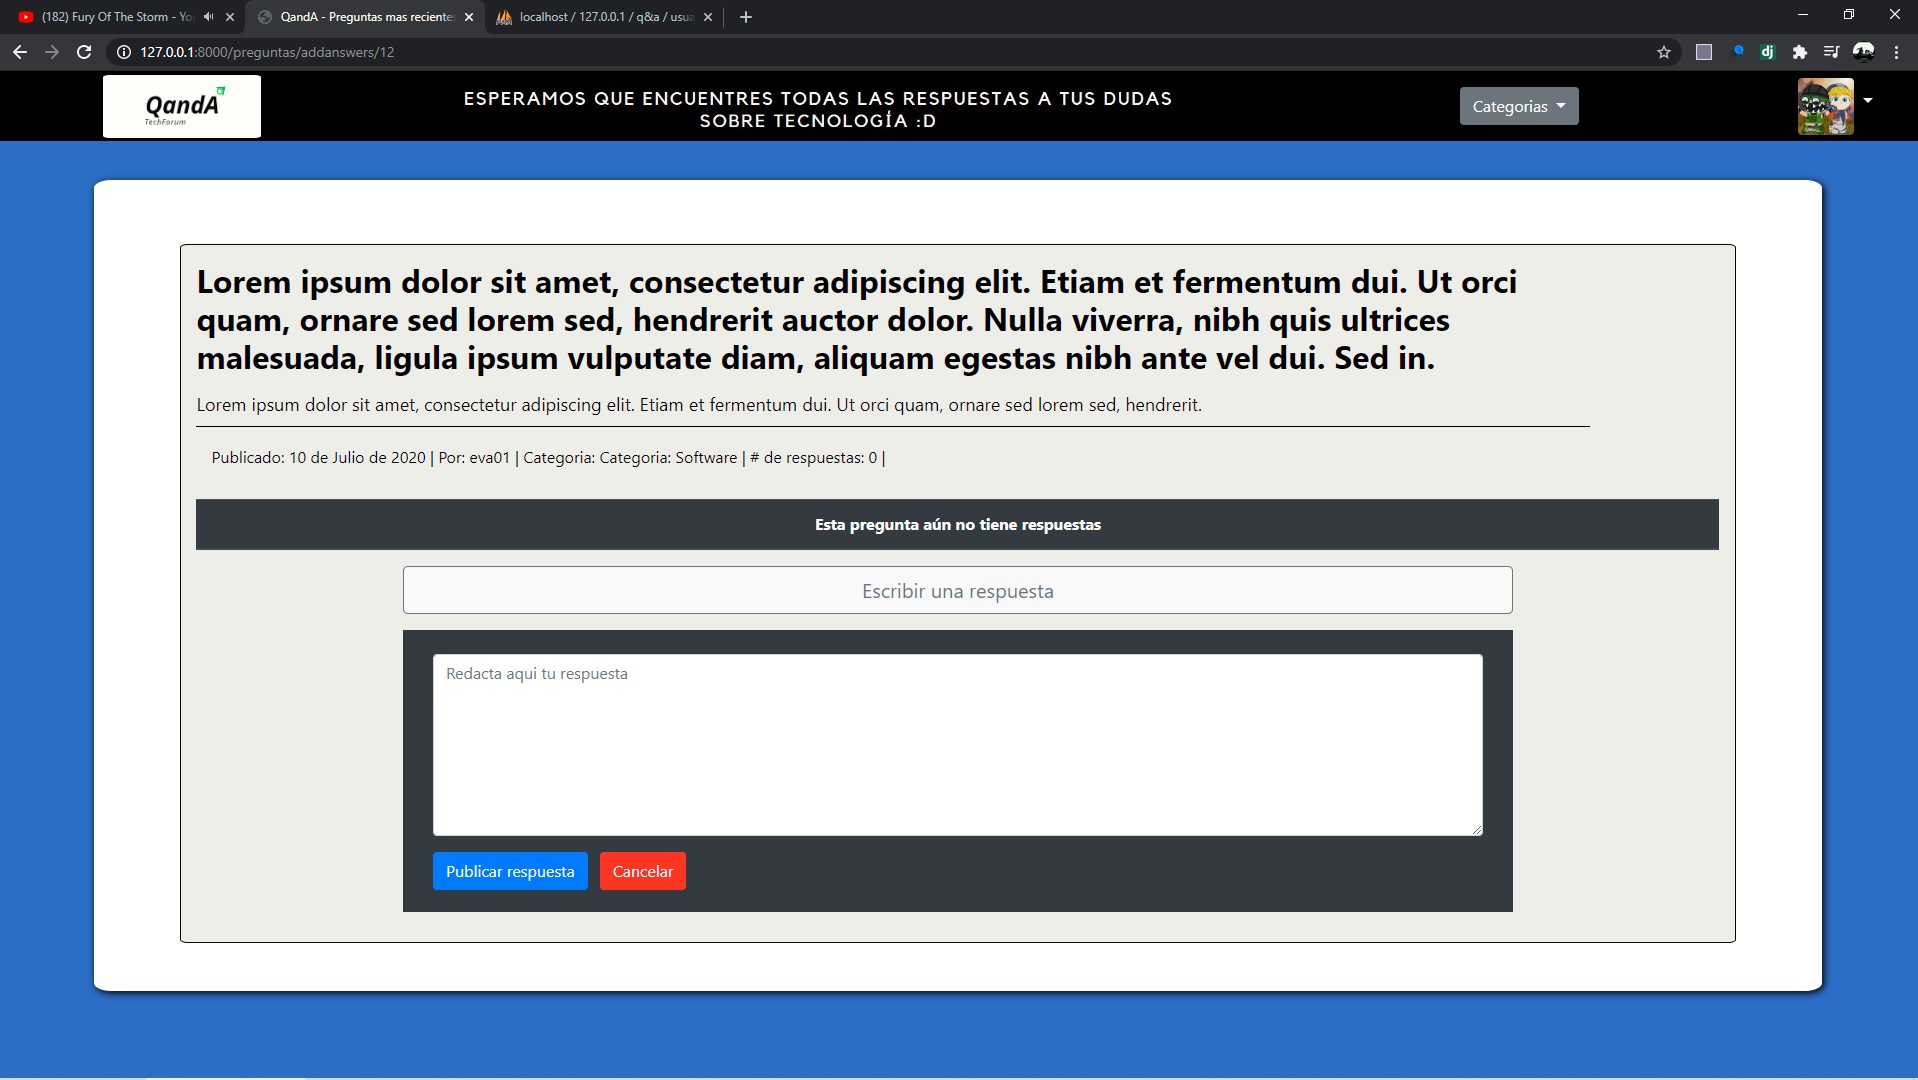 (182) Fury Of The Storm - Yo
QandA - Preguntas mas recientes
localhost / 127.0.0.1 / q&a / usua
127.0.0.1:8000/preguntas/addanswers/12
dj
QandA
TechForum
ESPERAMOS QUE ENCUENTRES TODAS LAS RESPUESTAS A TUS DUDAS
SOBRE TECNOLOGÍA :D
Categorias
Lorem ipsum dolor sit amet, consectetur adipiscing elit. Etiam et fermentum dui. Ut orci
quam, ornare sed lorem sed, hendrerit auctor dolor. Nulla viverra, nibh quis ultrices
malesuada, ligula ipsum vulputate diam, aliquam egestas nibh ante vel dui. Sed in.
Lorem ipsum dolor sit amet, consectetur adipiscing elit. Etiam et fermentum dui. Ut orci quam, ornare sed lorem sed, hendrerit.
Publicado: 10 de Julio de 2020 | Por: eva01 | Categoria: Categoria: Software | # de respuestas: 0 |
Esta pregunta aún no tiene respuestas
Escribir una respuesta
Redacta aqui tu respuesta
Publicar respuesta
Cancelar